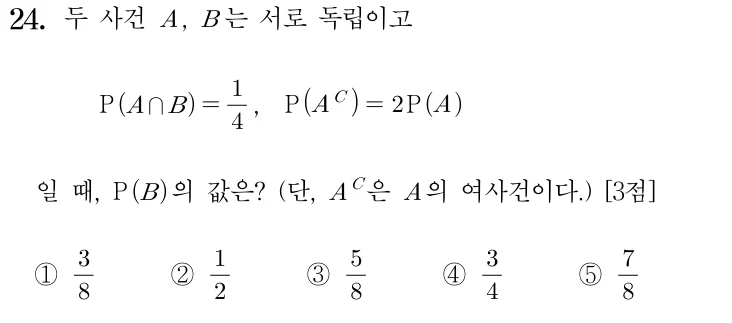 24. 두 사건 A, B는 서로 독립이고
P(A∩B) = 1/4, P(A^C) = 2P(A)
일 때, P(B)의 값은? (단, A^C은 A의 여사건이다.) [3점]
① 3/8 ② 1/2 ③ 5/8 ④ 3/4 ⑤ 7/8